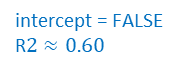 intercept = FALSE
R2 ≈ 0.60